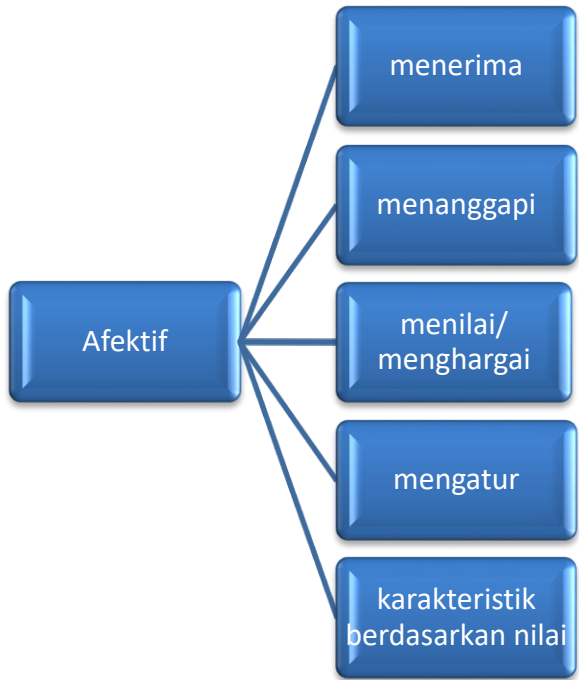 Afektif
menerima
menanggapi
menilai/
menghargai
mengatur
karakteristik
berdasarkan nilai